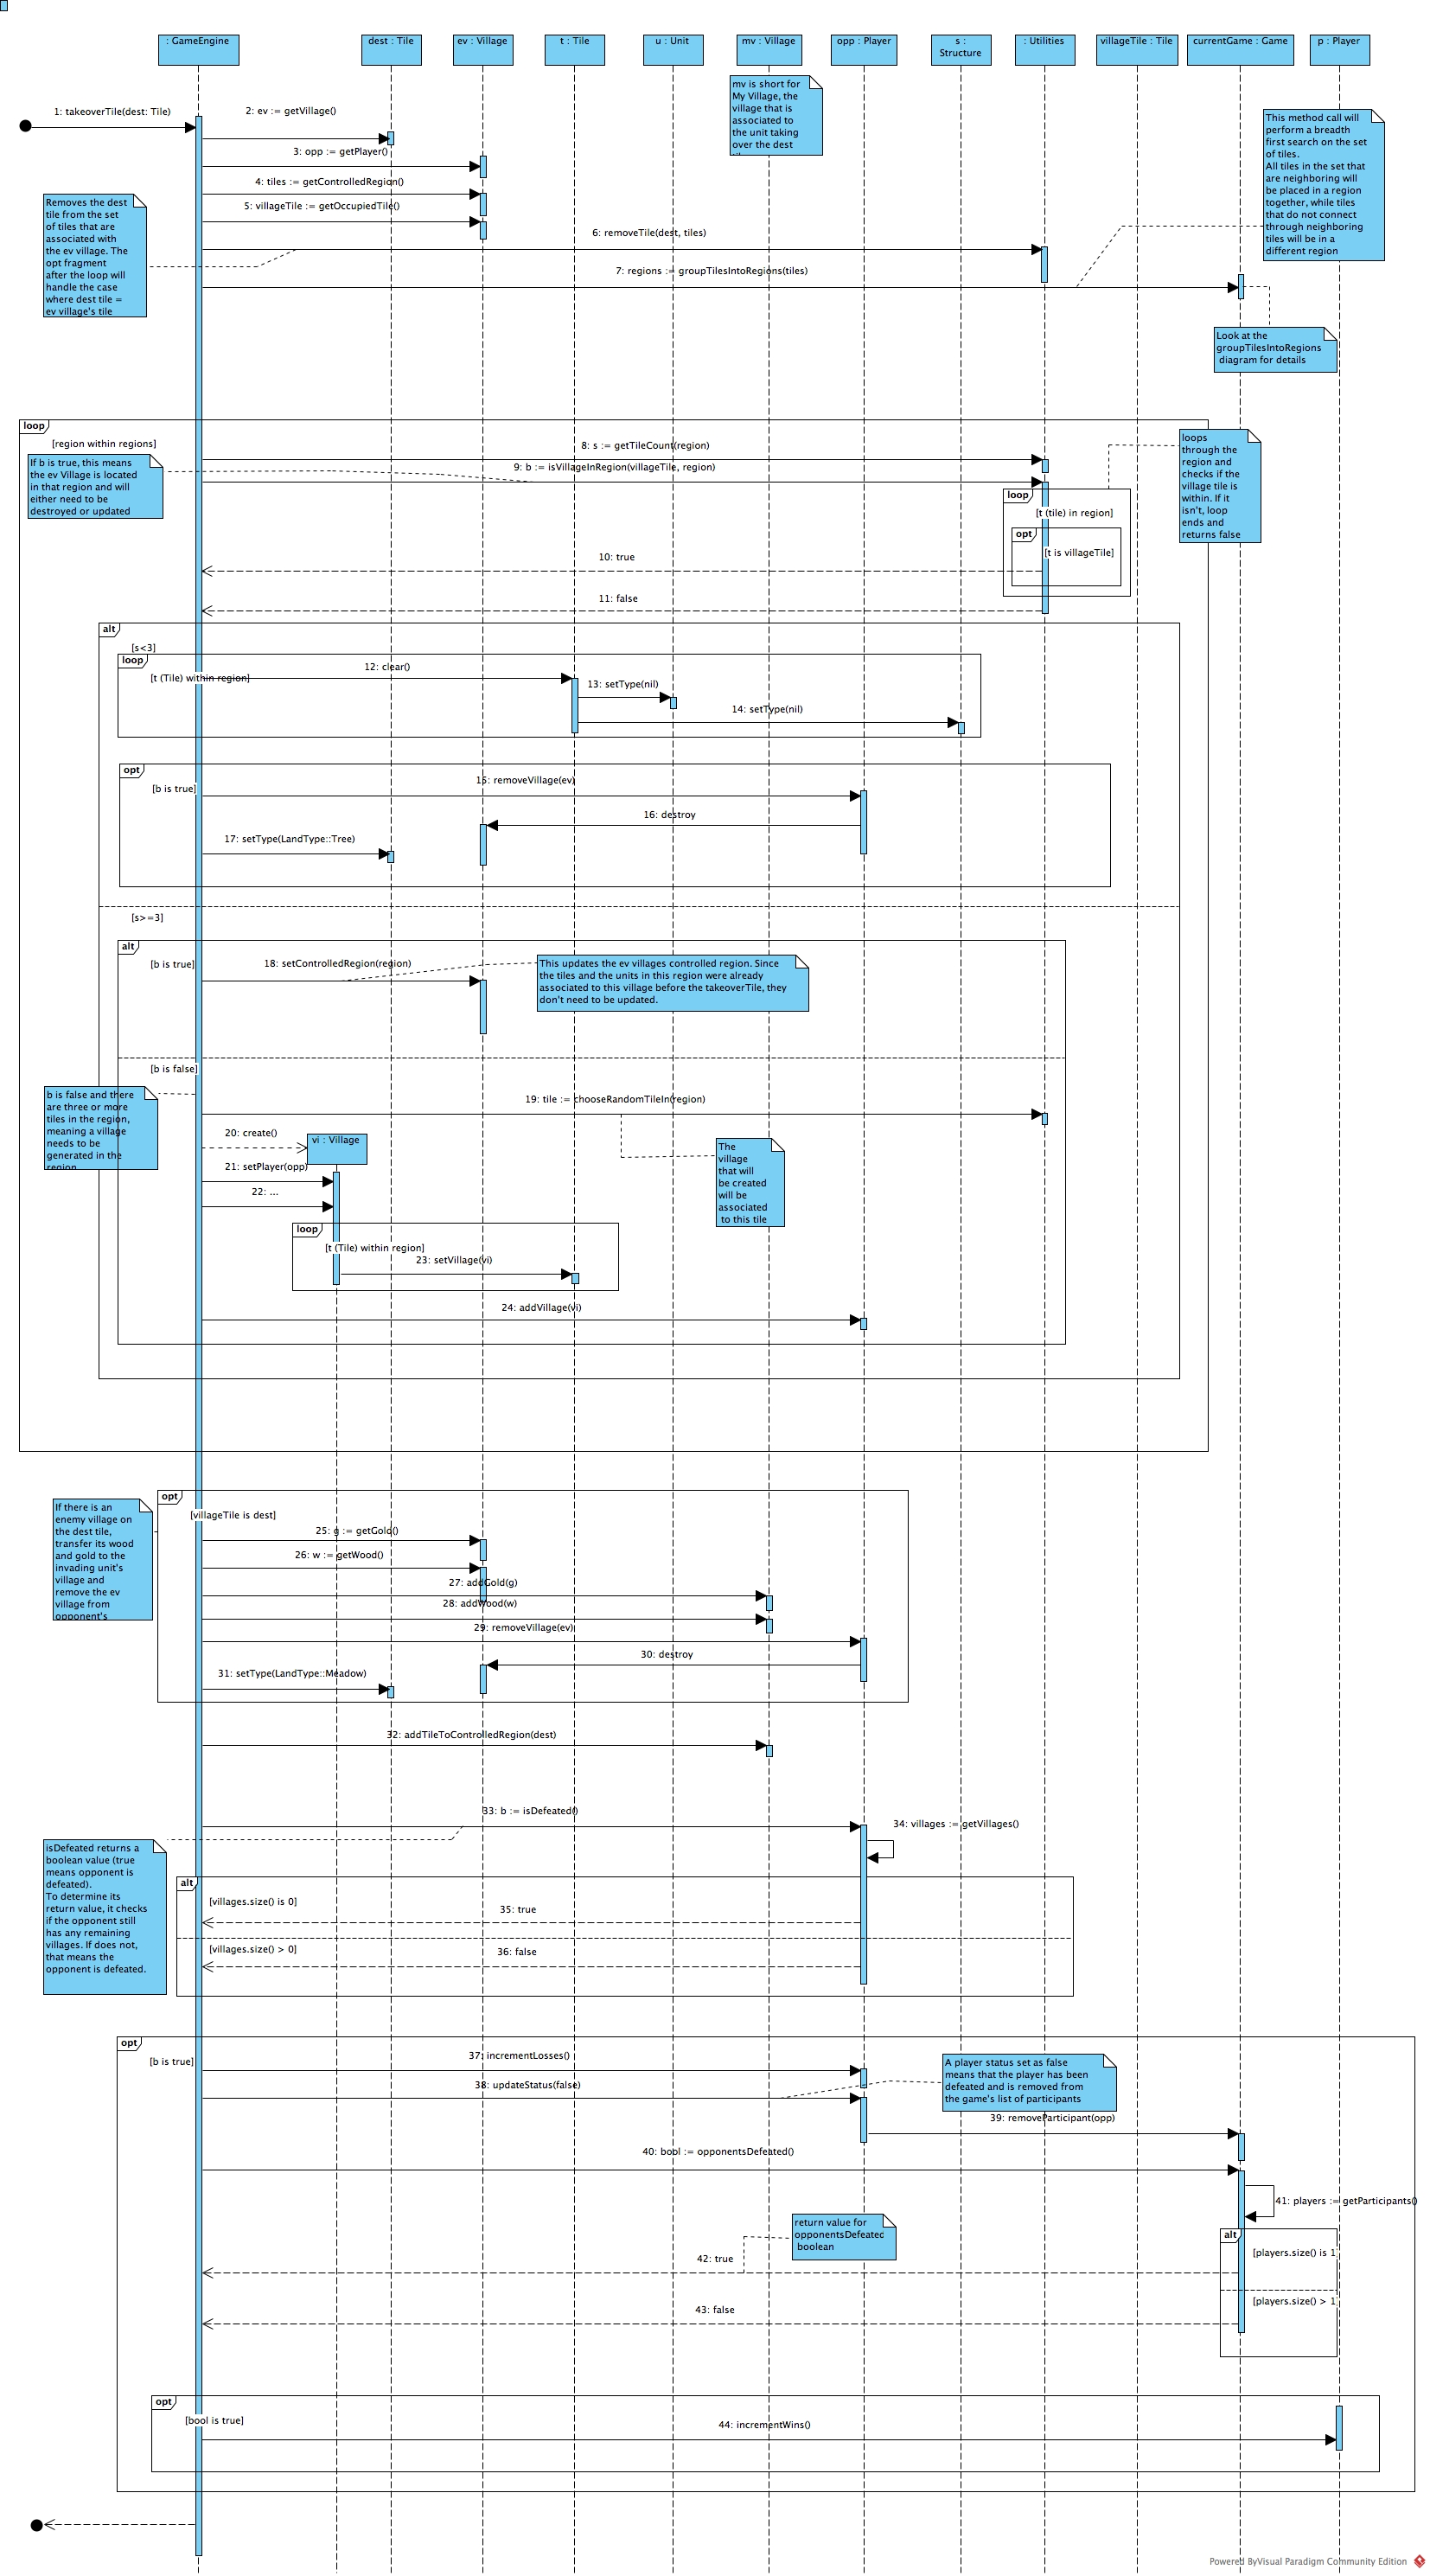 : GameEngine
dest : Tile
ev : Village
t : Tile
u : Unit
mv : Village
opp : Player
s :
Structure
: Utilities
villageTile : Tile
currentGame : Game
p : Player
mv is short for
My Village, the
village that is
associated to
the unit taking
over the dest
1: takeoverTile(dest: Tile)
2: ev := getVillage()
3: opp := getPlayer()
4: tiles := getControlledRegion()
5: villageTile := getOccupiedTile()
6: removeTile(dest, tiles)
7: regions := groupTilesIntoRegions(tiles)
This method call will
perform a breadth
first search on the set
of tiles.
All tiles in the set that
are neighboring will
be placed in a region
together, while tiles
that do not connect
through neighboring
tiles will be in a
different region
Removes the dest
tile from the set
of tiles that are
associated with
the ev village. The
opt fragment
after the loop will
handle the case
where dest tile =
ev village's tile
Look at the
groupTilesIntoRegions
diagram for details
loop
[region within regions]
If b is true, this means
the ev Village is located
in that region and will
either need to be
destroyed or updated
8: s := getTileCount(region)
9: b := isVillageInRegion(villageTile, region)
loops
through the
region and
checks if the
village tile is
within. If it
isn't, loop
ends and
returns false
loop
[t (tile) in region]
opt
[t is villageTile]
10: true
11: false
alt
[s<3]
loop
[t (Tile) within region]
12: clear()
13: setType(nil)
14: setType(nil)
opt
[b is true]
15: removeVillage(ev)
16: destroy
17: setType(LandType::Tree)
[s>=3]
alt
[b is true]
18: setControlledRegion(region)
This updates the ev villages controlled region. Since
the tiles and the units in this region were already
associated to this village before the takeoverTile, they
don't need to be updated.
[b is false]
b is false and there
are three or more
tiles in the region,
meaning a village
needs to be
generated in the
region
19: tile := chooseRandomTileIn(region)
20: create()
vi : Village
21: setPlayer(opp)
22: ...
The
village
that will
be created
will be
associated
to this tile
loop
[t (Tile) within region]
23: setVillage(vi)
24: addVillage(vi)
opt
[villageTile is dest]
If there is an
enemy village on
the dest tile,
transfer its wood
and gold to the
invading unit's
village and
remove the ev
village from
opponent's
25: g := getGold()
26: w := getWood()
27: addGold(g)
28: addWood(w)
29: removeVillage(ev)
30: destroy
31: setType(LandType::Meadow)
32: addTileToControlledRegion(dest)
33: b := isDefeated()
34: villages := getVillages()
isDefeated returns a
boolean value (true
means opponent is
defeated).
To determine its
return value, it checks
if the opponent still
has any remaining
villages. If does not,
that means the
opponent is defeated.
alt
[villages.size() is 0]
35: true
[villages.size() > 0]
36: false
opt
[b is true]
37: incrementLosses()
38: updateStatus(false)
A player status set as false
means that the player has been
defeated and is removed from
the game's list of participants
39: removeParticipant(opp)
40: bool := opponentsDefeated()
41: players := getParticipants()
return value for
opponentsDefeated
boolean
alt
[players.size() is 1]
42: true
[players.size() > 1]
43: false
opt
[bool is true]
44: incrementWins()
Powered ByVisual Paradigm Community Edition